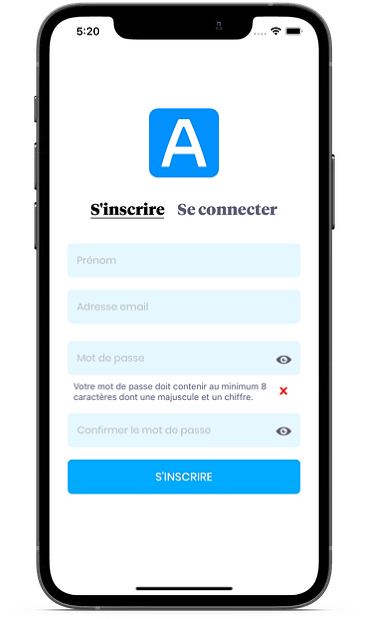 5:20
A
S'inscrire Se connecter
Prénom
Adresse email
Mot de passe
Votre mot de passe doit contenir au minimum 8
caractères dont une majuscule et un chiffre.
Confirmer le mot de passe
S'INSCRIRE